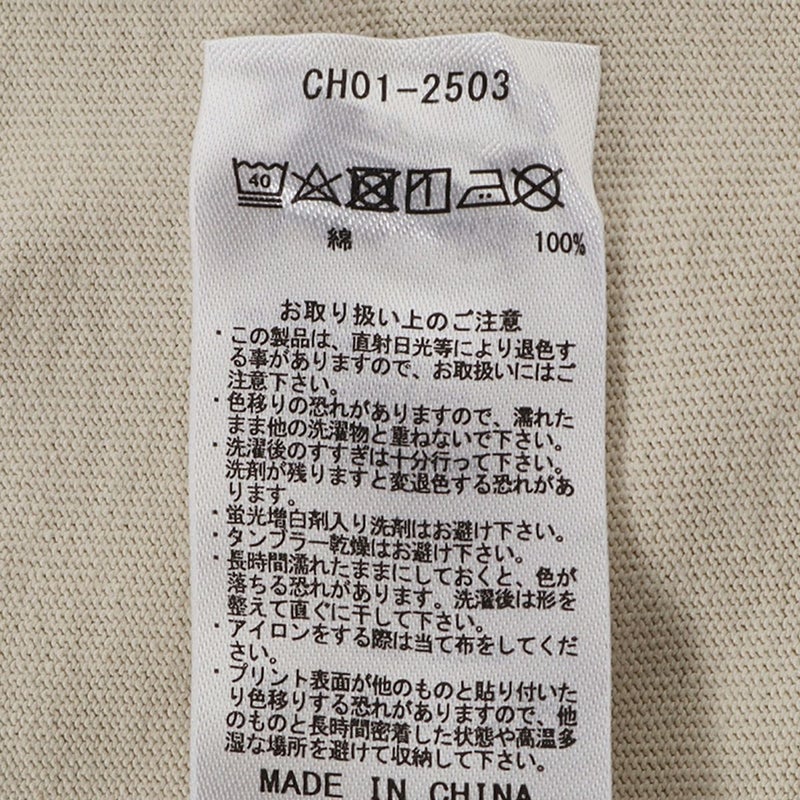 CH01-2503
40
綿 100%
お取り扱い上のご注意
・この製品は、直射日光等により退色す
る事がありますので、お取扱いにはご
注意下さい。
・色移りの恐れがありますので、濡れた
まま他の洗濯物と重ねないで下さい。
・洗濯後のすすぎは十分行って下さい。
洗剤が残りますと変退色する恐れがあ
ります。
・蛍光増白剤入り洗剤はお避け下さい。
・タンブラー乾燥はお避け下さい。
・長時間濡れたままにしておくと、色が
落ちる恐れがあります。洗濯後は形を
整えて直ぐに干して下さい。
・アイロンをする際は当て布をしてくだ
さい。
・プリント表面が他のものと貼り付いた
り色移りする恐れがありますので、他
のものと長時間密着した状態や高温多
湿な場所を避けて収納して下さい。
MADE IN CHINA